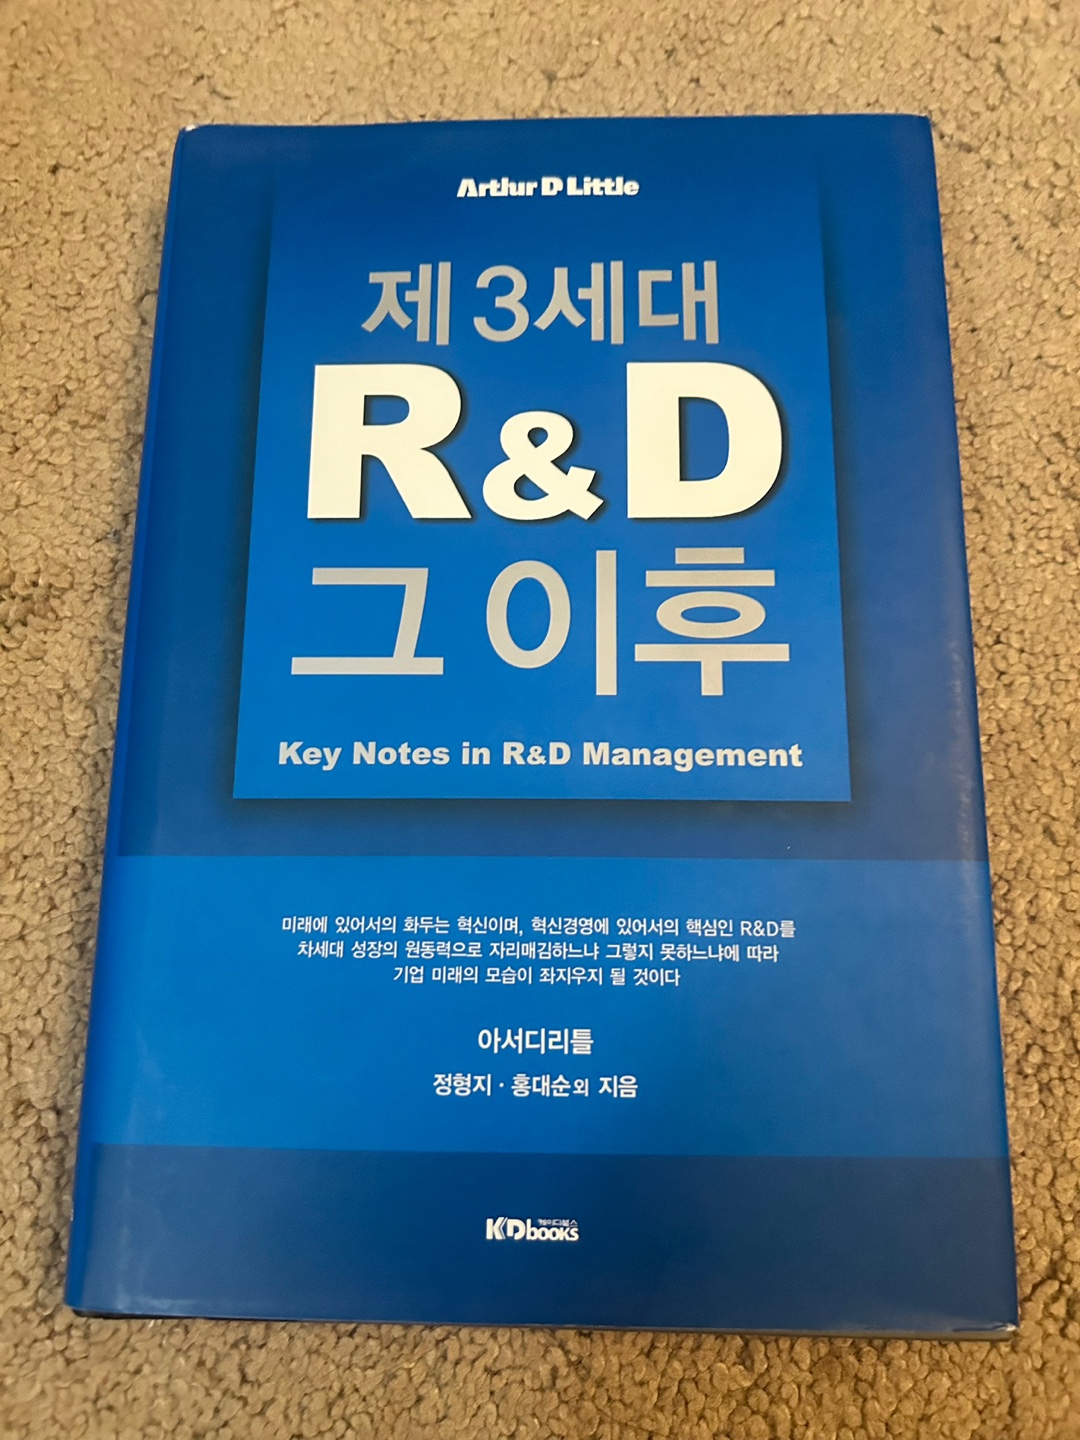 Arthur D Little
제3세대
R&D
그 이후
Key Notes in R&D Management
미래에 있어서의 화두는 혁신이며, 혁신경영에 있어서의 핵심인 R&D를
차세대 성장의 원동력으로 자리매김하느냐 그렇지 못하느냐에 따라
기업 미래의 모습이 좌지우지 될 것이다
아서디리틀
정형지 · 홍대순 외 지음
케이디북스
KDbooks